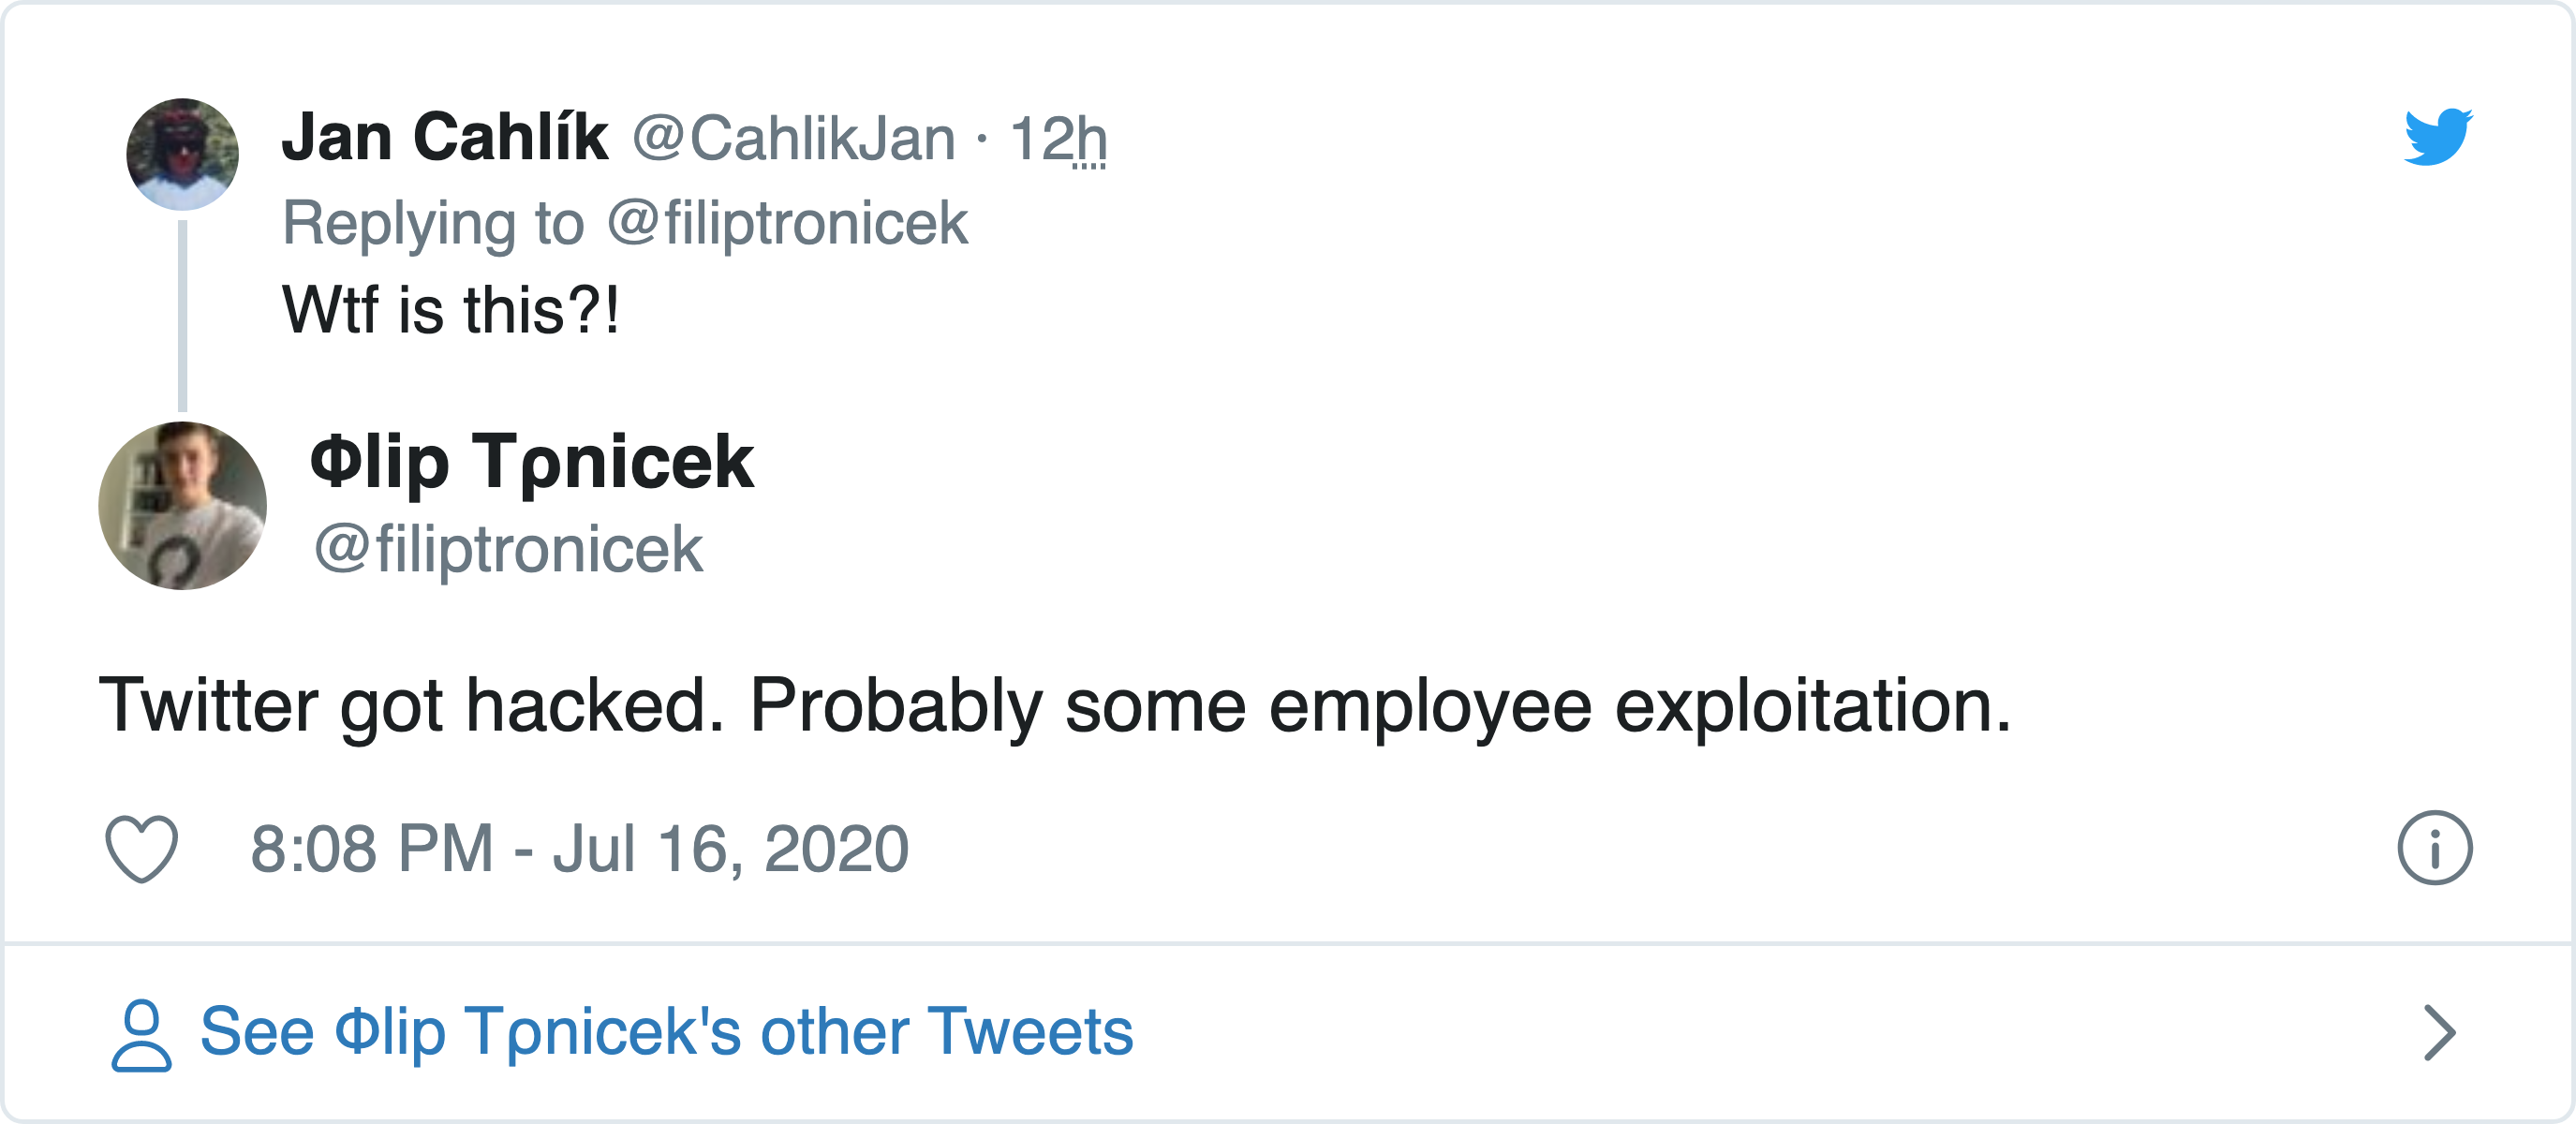 Jan Cahlík @CahlikJan · 12h
Replying to @filiptronicek
Wtf is this?!
Φlip Tρnicek
@filiptronicek
Twitter got hacked. Probably some employee exploitation.
8:08 PM - Jul 16, 2020
See Φlip Tρnicek's other Tweets